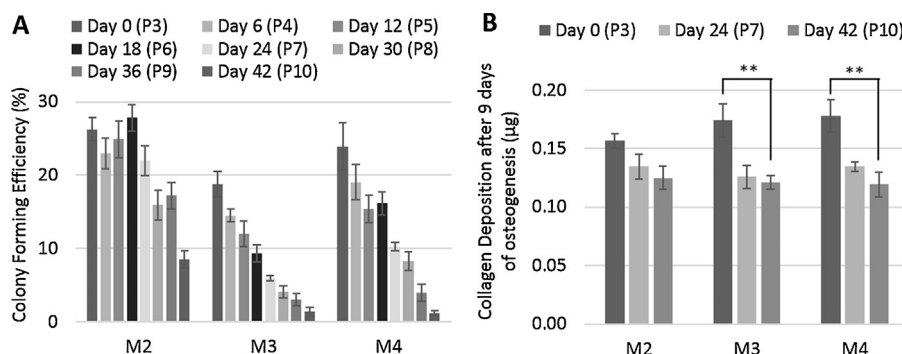 A
Day 0 (P3) Day 6 (P4) Day 12 (P5)
Day 18 (P6) Day 24 (P7) Day 30 (P8)
Day 36 (P9) Day 42 (P10)
Colony Forming Efficiency (%)
30
20
10
0
M2 M3 M4
B
Day 0 (P3) Day 24 (P7) Day 42 (P10)
Collagen Deposition after 9 days
of osteogenesis (µg)
** **
0.20
0.15
0.10
0.05
0.00
M2 M3 M4